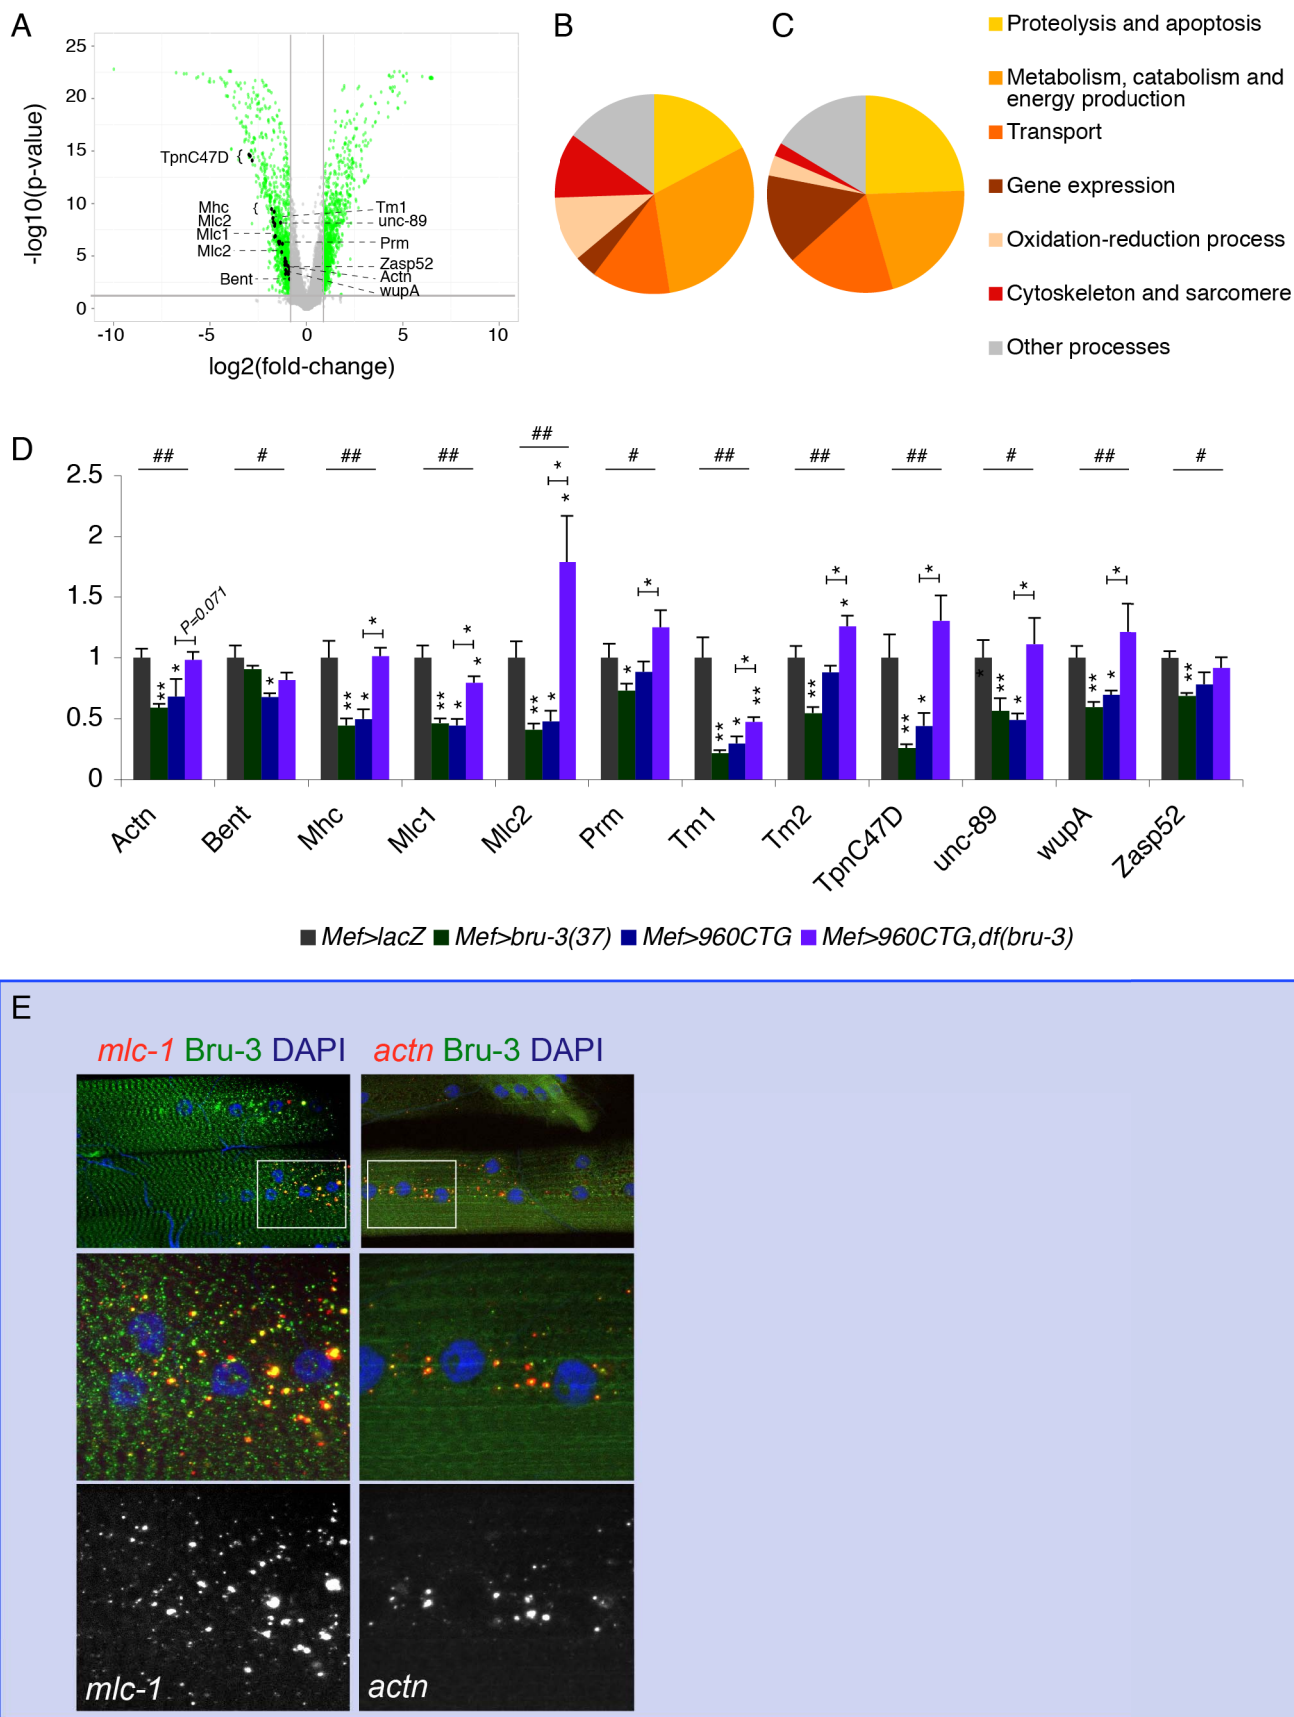 A
25
20
15
10
5
0
-log10(p-value)
-10
-5
0
5
10
log2(fold-change)
TpnC47D {
Mhc {
Mlc2
Mlc1
Mlc2
Bent
Tm1
unc-89
Prm
Zasp52
Actn
wupA
B
C
Proteolysis and apoptosis
Metabolism, catabolism and
energy production
Transport
Gene expression
Oxidation-reduction process
Cytoskeleton and sarcomere
Other processes
D
## # ## ## ## # ## ## ## # ## #
2.5
2
1.5
1
0.5
0
P=0.071
** *
*
** * *
** * * *
** * * *
* *
** * ** *
** * *
** * *
* ** * *
** * *
**
Actn
Bent
Mhc
Mlc1
Mlc2
Prm
Tm1
Tm2
TpnC47D
unc-89
wupA
Zasp52
Mef>lacZ Mef>bru-3(37) Mef>960CTG Mef>960CTG,df(bru-3)
E
mlc-1 Bru-3 DAPI
actn Bru-3 DAPI
mlc-1
actn